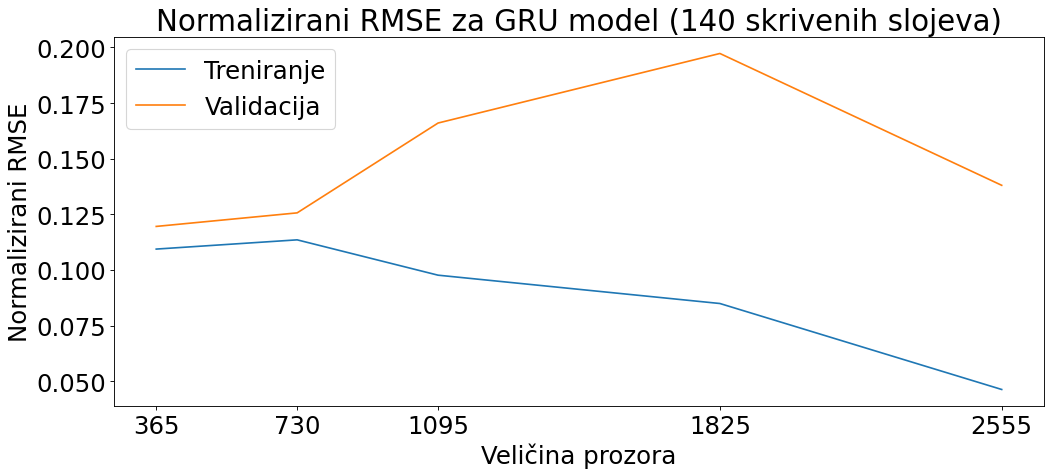 Normalizirani RMSE za GRU model (140 skrivenih slojeva)
Normalizirani RMSE
0.200
0.175
0.150
0.125
0.100
0.075
0.050
Treniranje
Validacija
365 730 1095 1825 2555
Veličina prozora